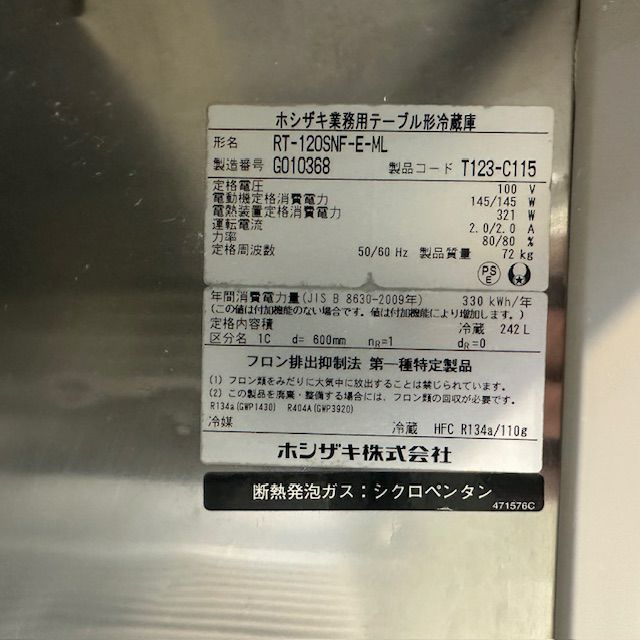 ホシザキ業務用テーブル形冷蔵庫
形名 RT-120SNF-E-ML
製造番号 G010368 製品コード T123-C115
定格電圧 100 V
電動機定格消費電力 145/145 W
電熱装置定格消費電力 321 W
運転電流 2.0/2.0 A
力率 80/80 %
定格周波数 50/60 Hz 製品質量 72 kg
PS E
年間消費電力量(JIS B 8630-2009年) 330 kWh/年
(この値は付加機能のない場合です。値は付加機能により増加します。)
定格内容積 冷蔵 242 L
区分名 1C d= 600mm nR=1 dR=0
フロン排出抑制法 第一種特定製品
(1) フロン類をみだりに大気中に放出することは禁じられています。
(2) この製品を廃棄・整備する場合には、フロン類の回収が必要です。
R134a(GWP1430) R404A(GWP3920)
冷媒 冷蔵 HFC R134a/110g
ホシザキ株式会社
断熱発泡ガス:シクロペンタン
471576C